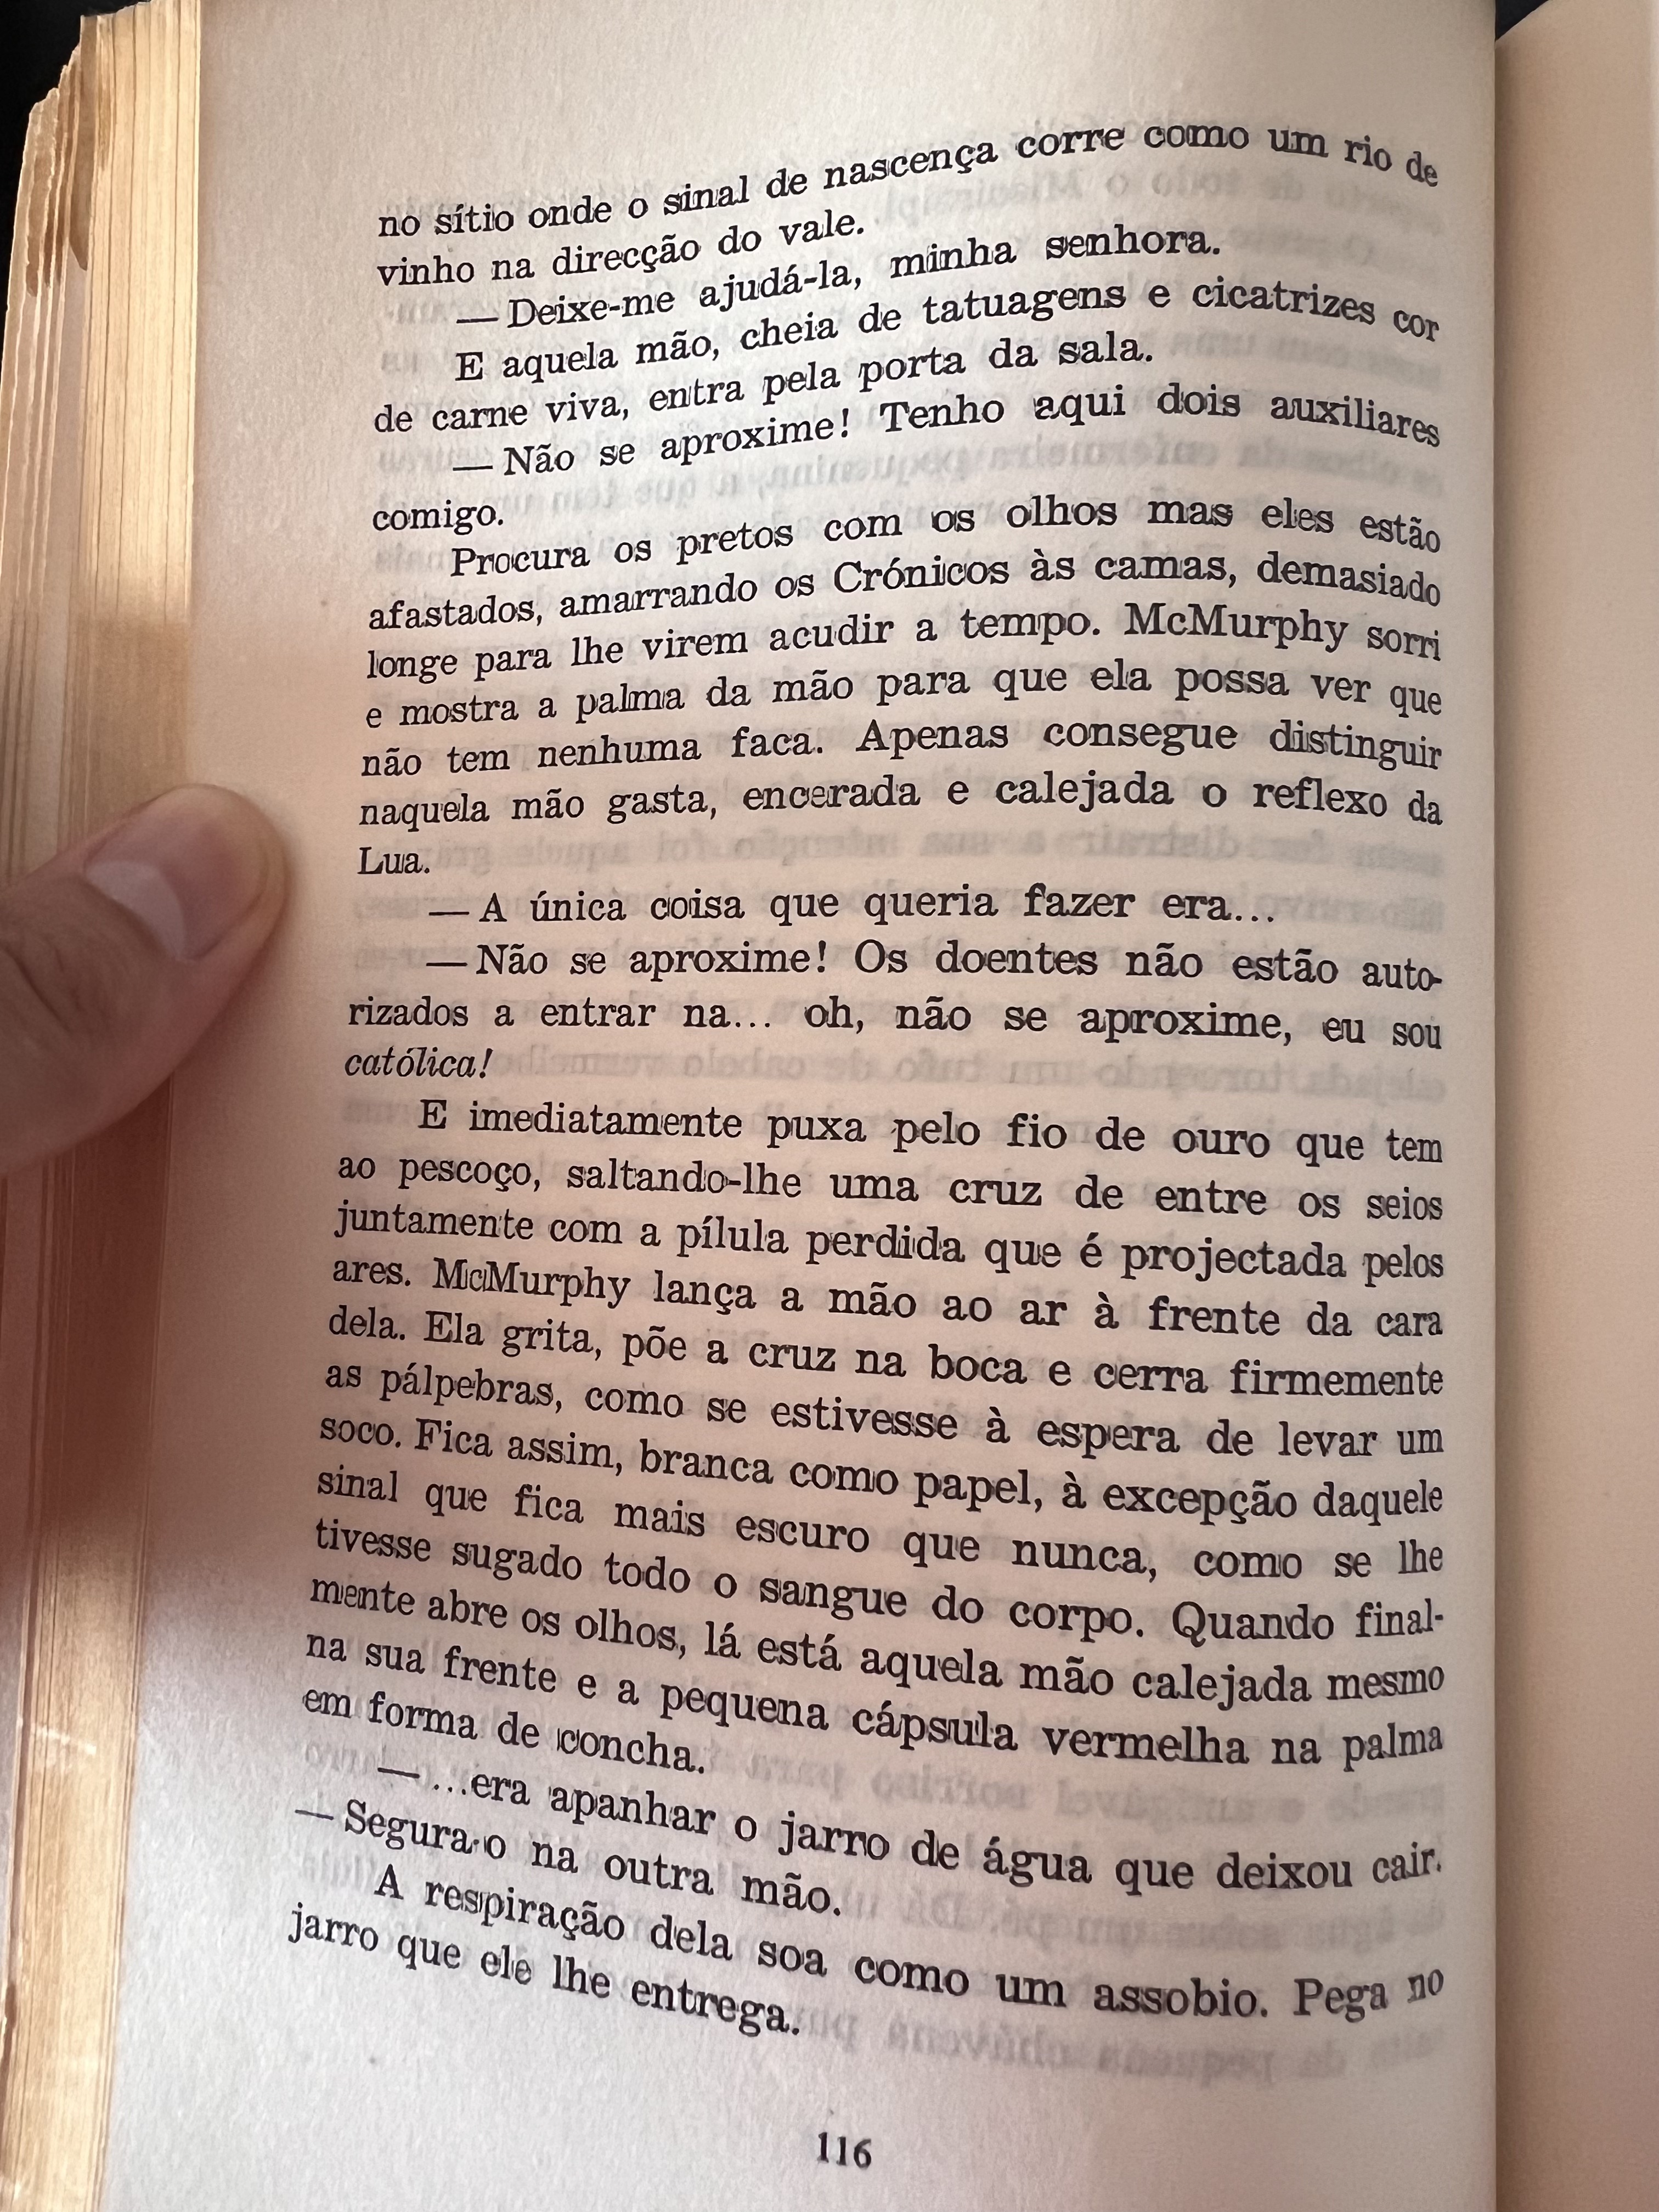 no sítio onde o sinal de nascença corre como um rio de
vinho na direcção do vale.
— Deixe-me ajudá-la, minha senhora.
E aquela mão, cheia de tatuagens e cicatrizes cor
de carne viva, entra pela porta da sala.
— Não se aproxime! Tenho aqui dois auxiliares
comigo.
Procura os pretos com os olhos mas eles estão
afastados, amarrando os Crónicos às camas, demasiado
longe para lhe virem acudir a tempo. McMurphy sorri
e mostra a palma da mão para que ela possa ver que
não tem nenhuma faca. Apenas consegue distinguir
naquela mão gasta, encerada e calejada o reflexo da
Lua.
— A única coisa que queria fazer era...
— Não se aproxime! Os doentes não estão auto-
rizados a entrar na... oh, não se aproxime, eu sou
católica!
E imediatamente puxa pelo fio de ouro que tem
ao pescoço, saltando-lhe uma cruz de entre os seios
juntamente com a pílula perdida que é projectada pelos
ares. McMurphy lança a mão ao ar à frente da cara
dela. Ela grita, põe a cruz na boca e cerra firmemente
as pálpebras, como se estivesse à espera de levar um
soco. Fica assim, branca como papel, à excepção daquele
sinal que fica mais escuro que nunca, como se lhe
tivesse sugado todo o sangue do corpo. Quando final-
mente abre os olhos, lá está aquela mão calejada mesmo
na sua frente e a pequena cápsula vermelha na palma
em forma de concha.
— ...era apanhar o jarro de água que deixou cair.
— Segura-o na outra mão.
A respiração dela soa como um assobio. Pega no
jarro que ele lhe entrega.
116